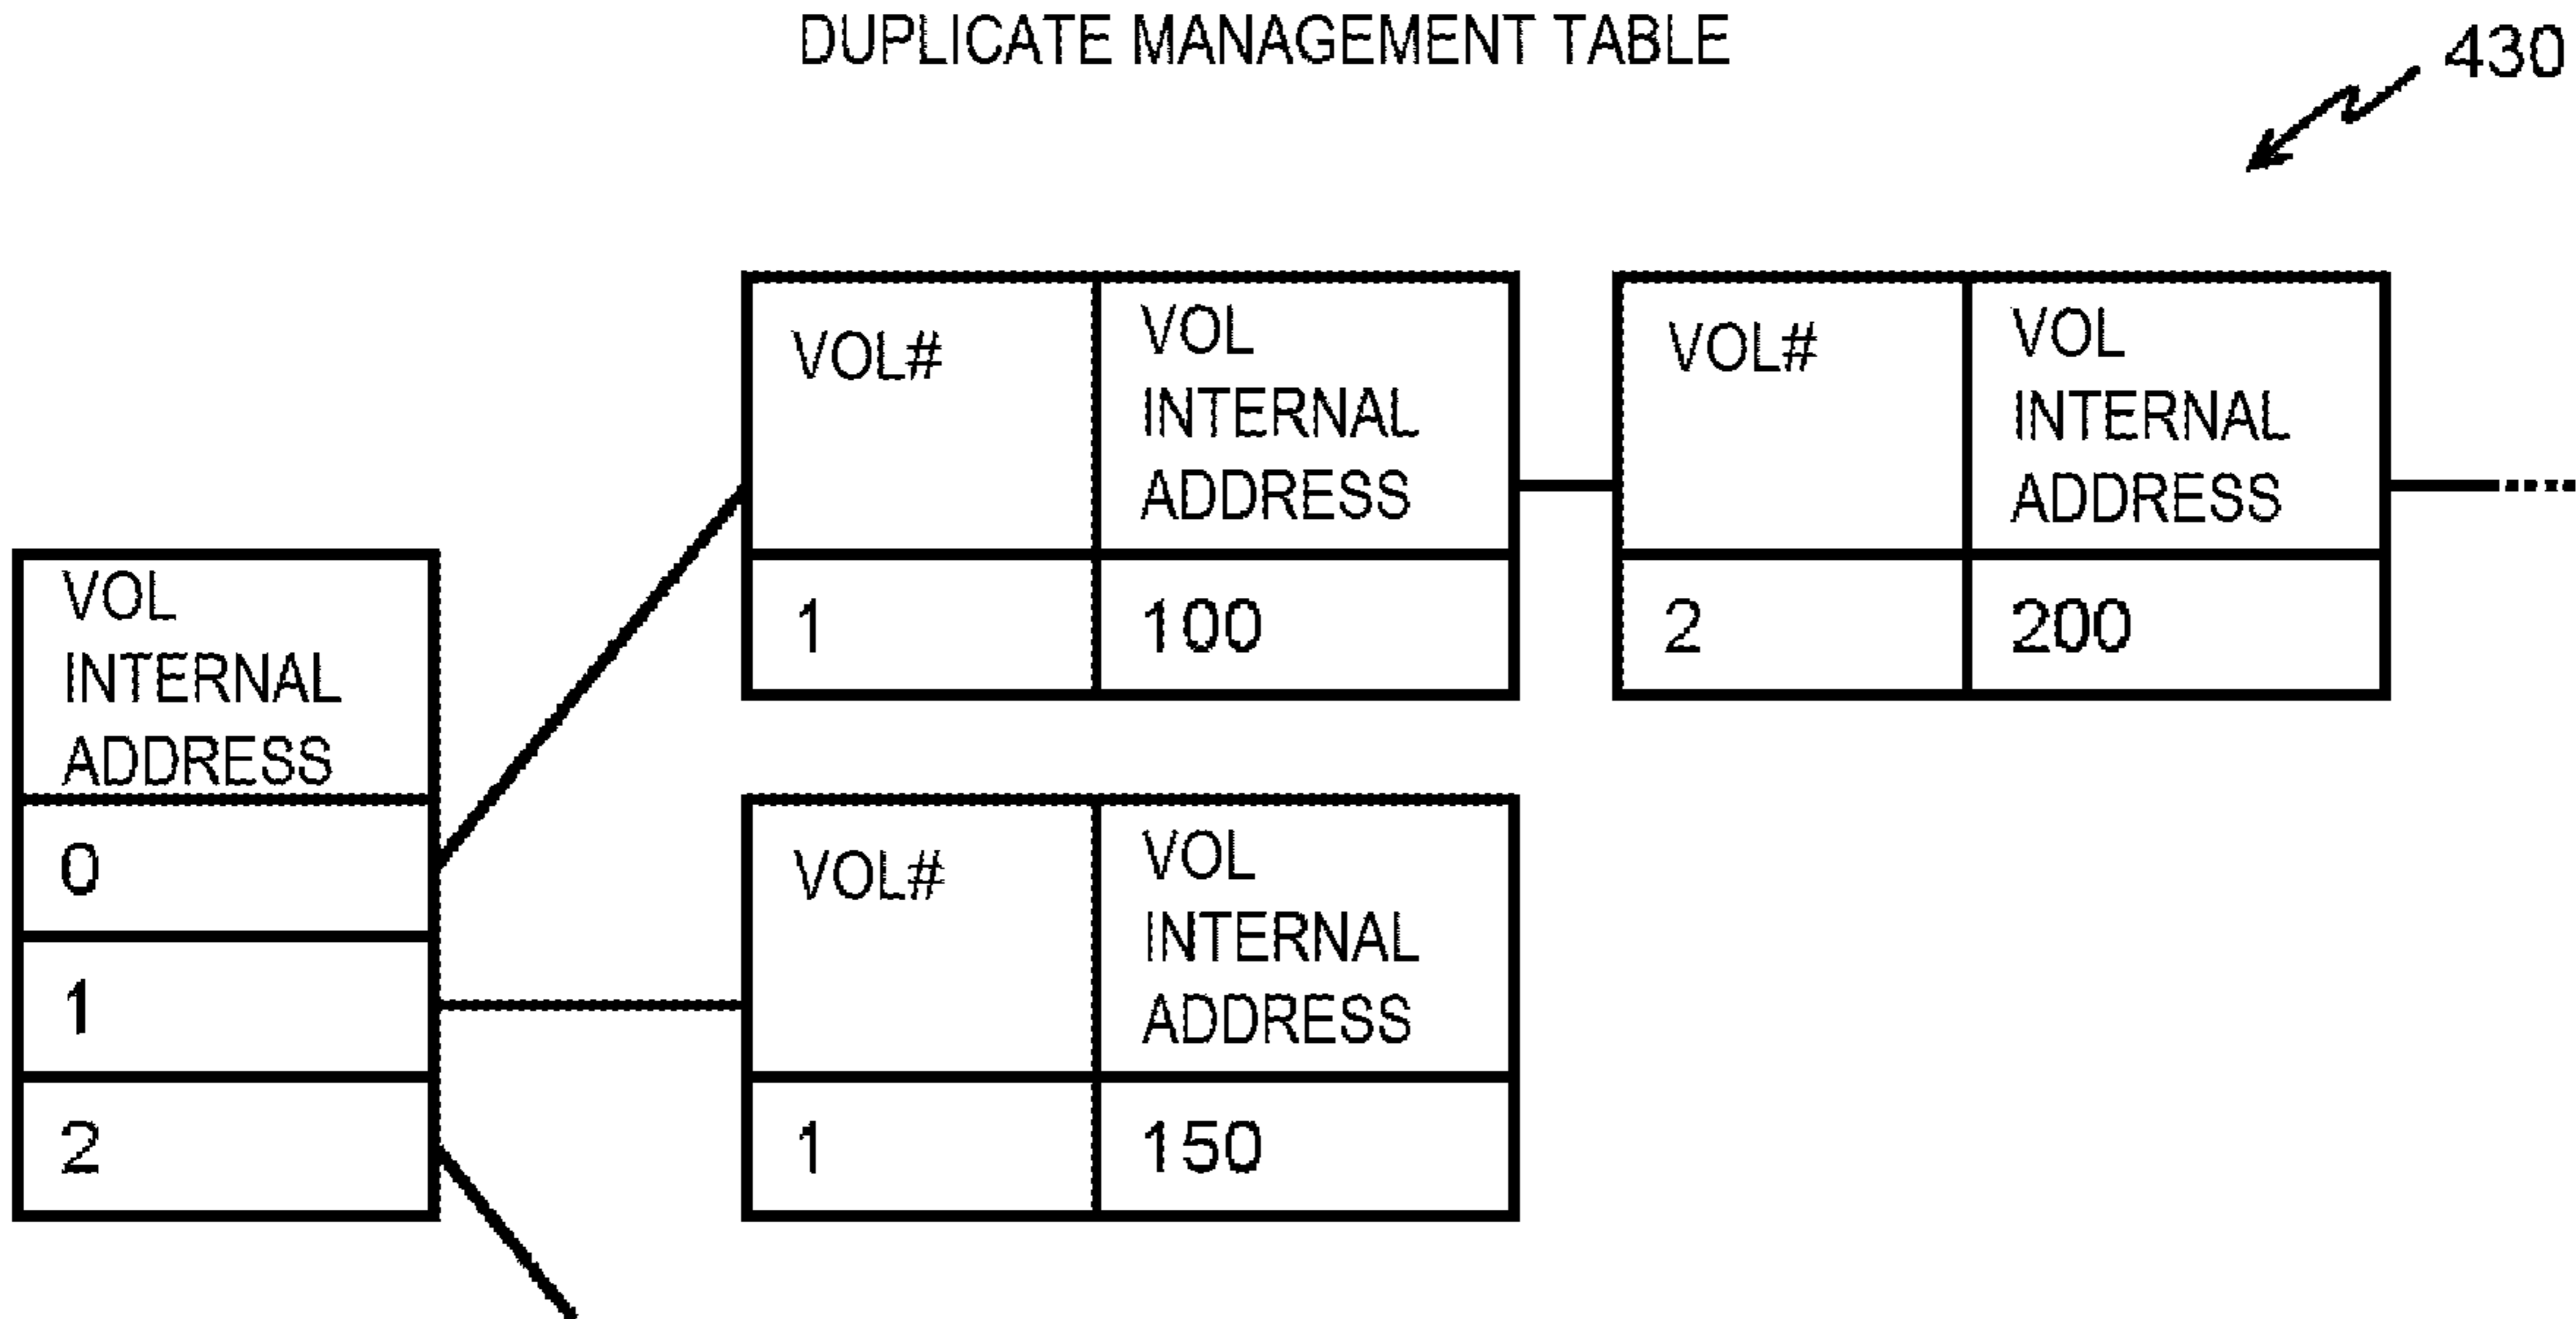 DUPLICATE MANAGEMENT TABLE
430
VOL#
VOL
INTERNAL
ADDRESS
1
100
VOL#
VOL
INTERNAL
ADDRESS
2
200
VOL
INTERNAL
ADDRESS
0
1
2
VOL#
VOL
INTERNAL
ADDRESS
1
150